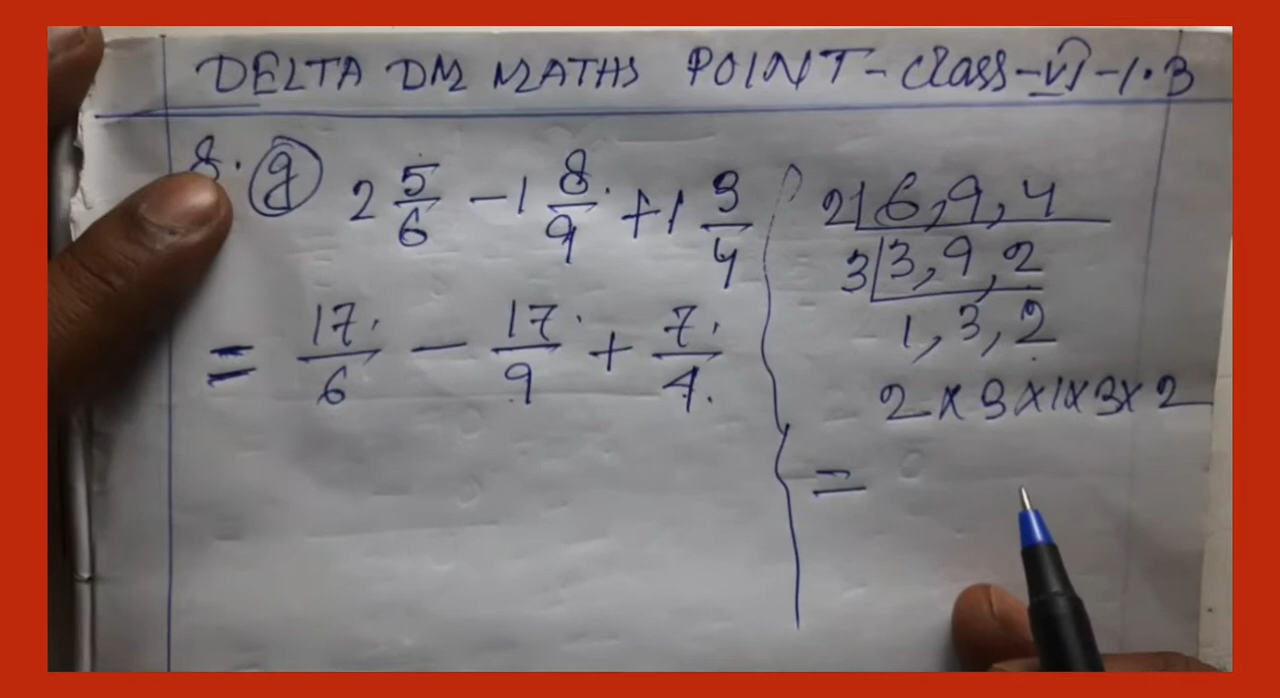 DELTA DM MATHS POINT - Class - VI - 1.3
8. (g) 2 5/6 - 1 8/9 + 1 3/4
= 17/6 - 17/9 + 7/4
2|6,9,4
3|3,9,2
1,3,2
2 × 3 × 1 × 3 × 2
=